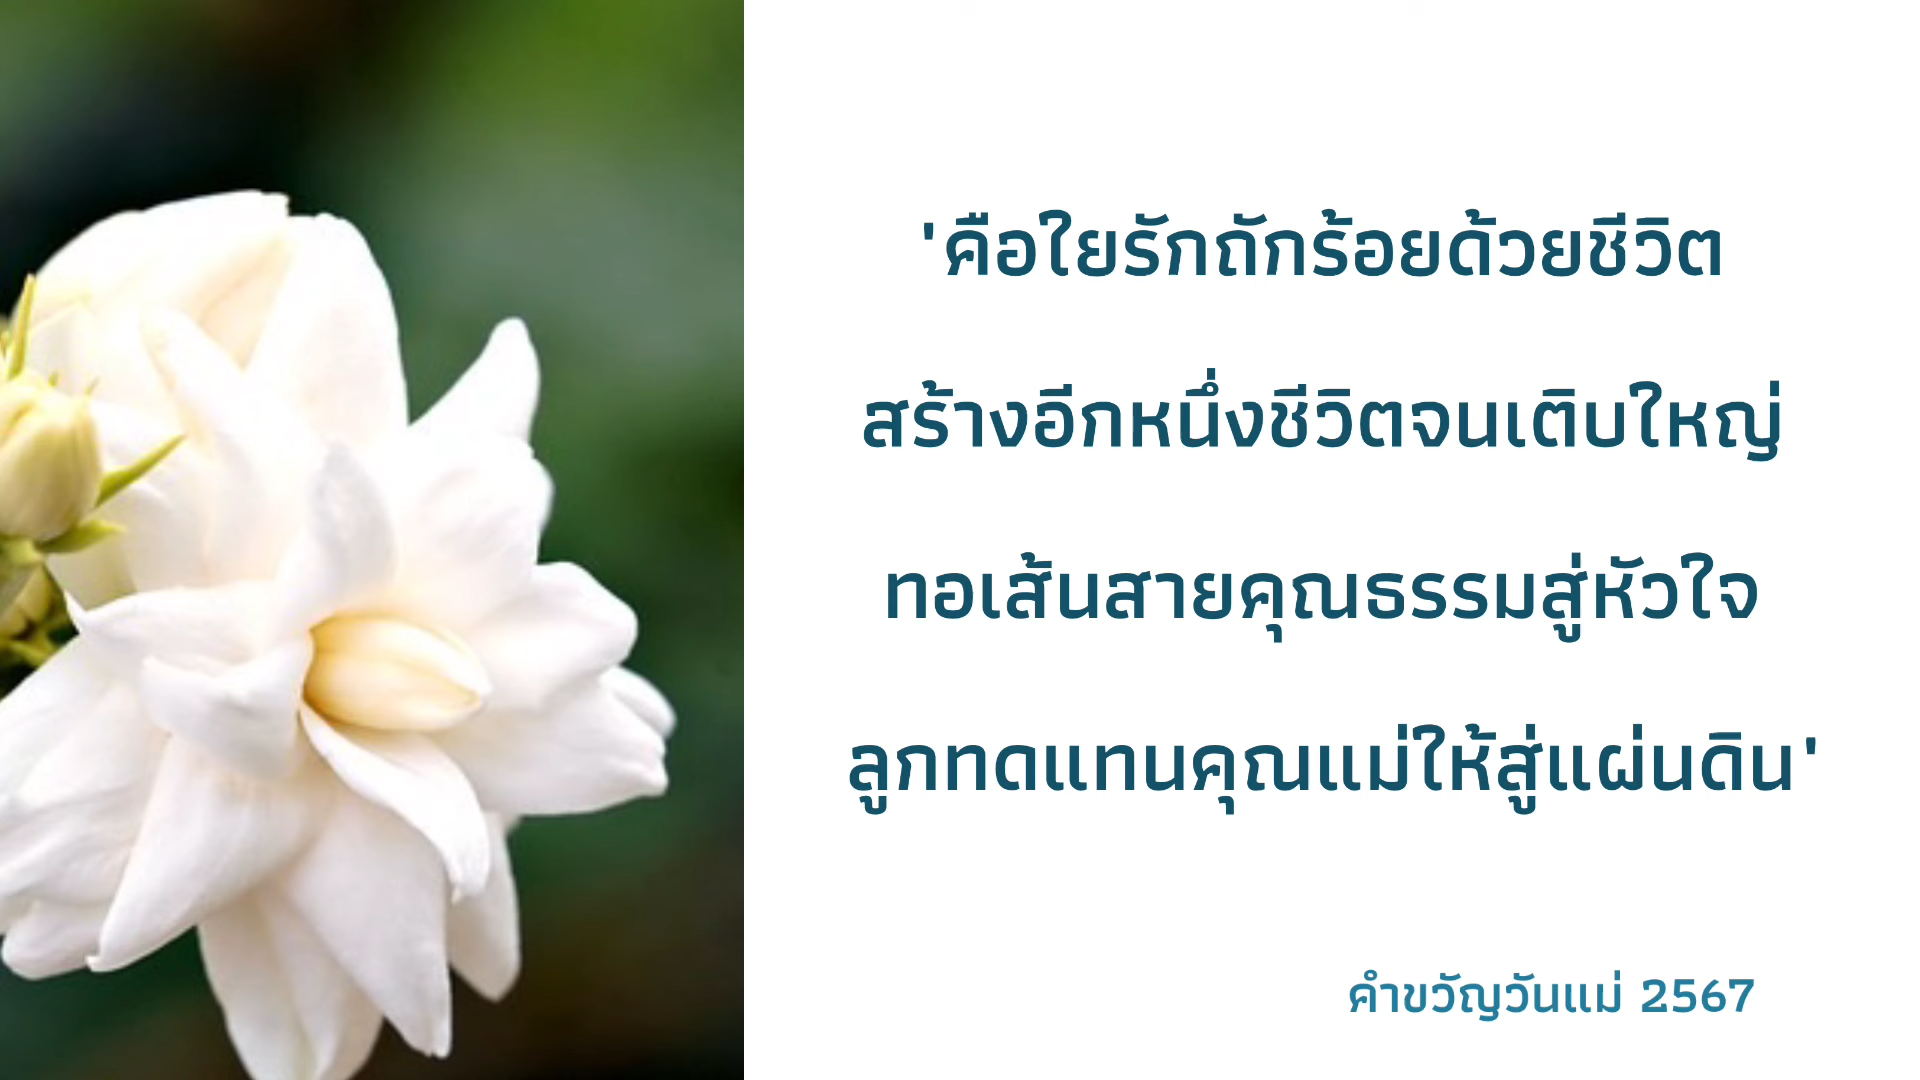 'คือใยรักถักร้อยด้วยชีวิต
สร้างอีกหนึ่งชีวิตจนเติบใหญ่
ทอเส้นสายคุณธรรมสู่หัวใจ
ลูกทดแทนคุณแม่ให้สู่แผ่นดิน'
คำขวัญวันแม่ 2567